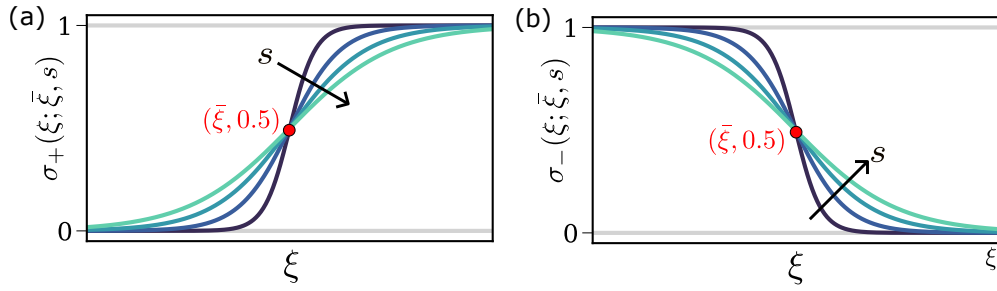 (a)
σ₊(ξ; ξ̄, s)
1
0
s
(ξ̄, 0.5)
ξ
(b)
σ₋(ξ; ξ̄, s)
1
0
s
(ξ̄, 0.5)
ξ
ξ